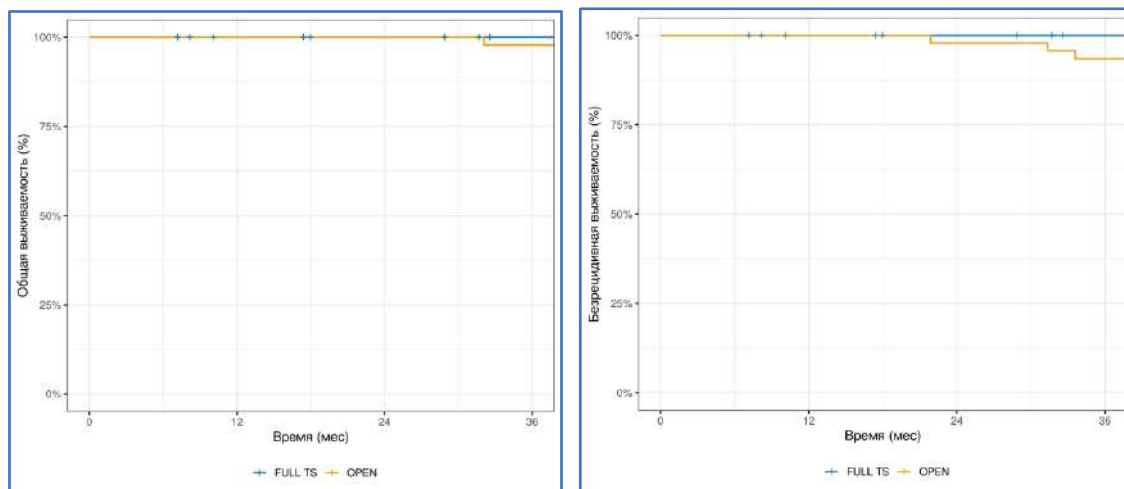 Общая выживаемость (%)
100%
75%
50%
25%
0%
0
12
24
36
Время (мес)
FULL TS
OPEN
Безрецидивная выживаемость (%)
100%
75%
50%
25%
0%
0
12
24
36
Время (мес)
FULL TS
OPEN